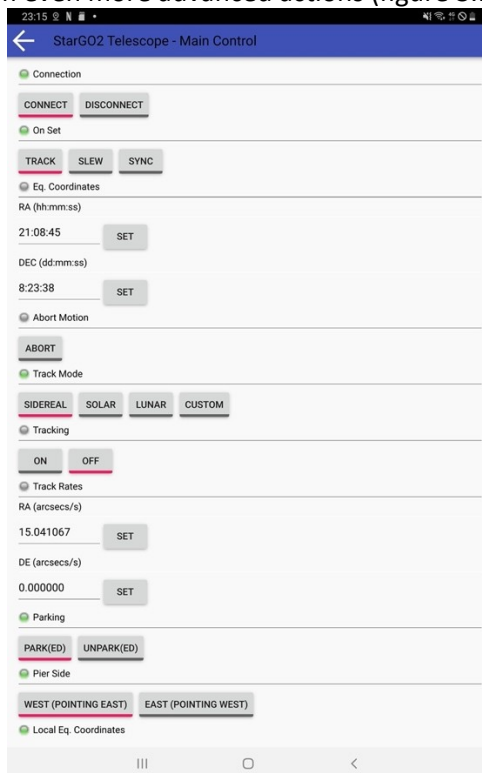 23:15
StarGO2 Telescope - Main Control
Connection
CONNECT DISCONNECT
On Set
TRACK SLEW SYNC
Eq. Coordinates
RA (hh:mm:ss)
21:08:45 SET
DEC (dd:mm:ss)
8:23:38 SET
Abort Motion
ABORT
Track Mode
SIDEREAL SOLAR LUNAR CUSTOM
Tracking
ON OFF
Track Rates
RA (arcsecs/s)
15.041067 SET
DE (arcsecs/s)
0.000000 SET
Parking
PARK(ED) UNPARK(ED)
Pier Side
WEST (POINTING EAST) EAST (POINTING WEST)
Local Eq. Coordinates